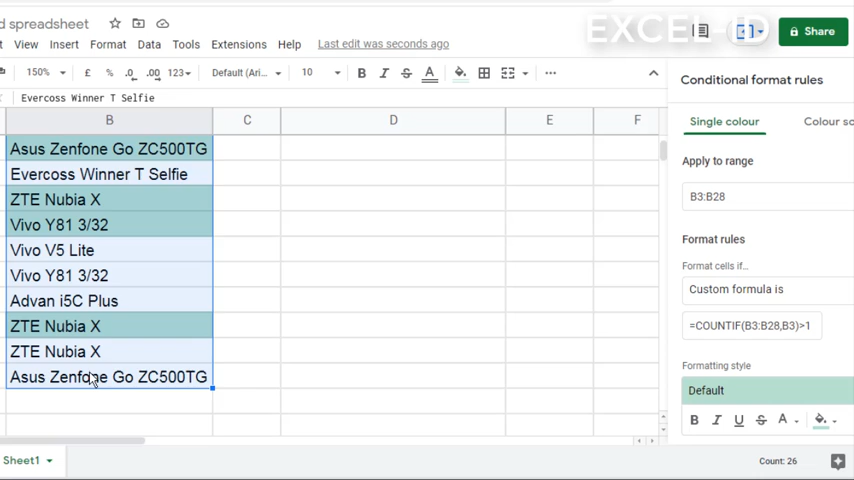 d spreadsheet
EXCEL-ID
Share
View Insert Format Data Tools Extensions Help Last edit was seconds ago
150% £ % .0 .00 123 Default (Ari... 10 B I S A ...
Evercoss Winner T Selfie
B C D E F
Asus Zenfone Go ZC500TG
Evercoss Winner T Selfie
ZTE Nubia X
Vivo Y81 3/32
Vivo V5 Lite
Vivo Y81 3/32
Advan i5C Plus
ZTE Nubia X
ZTE Nubia X
Asus Zenfone Go ZC500TG
Conditional format rules
Single colour Colour sc
Apply to range
B3:B28
Format rules
Format cells if...
Custom formula is
=COUNTIF(B3:B28,B3)>1
Formatting style
Default
B I U S A
Sheet1
Count: 26